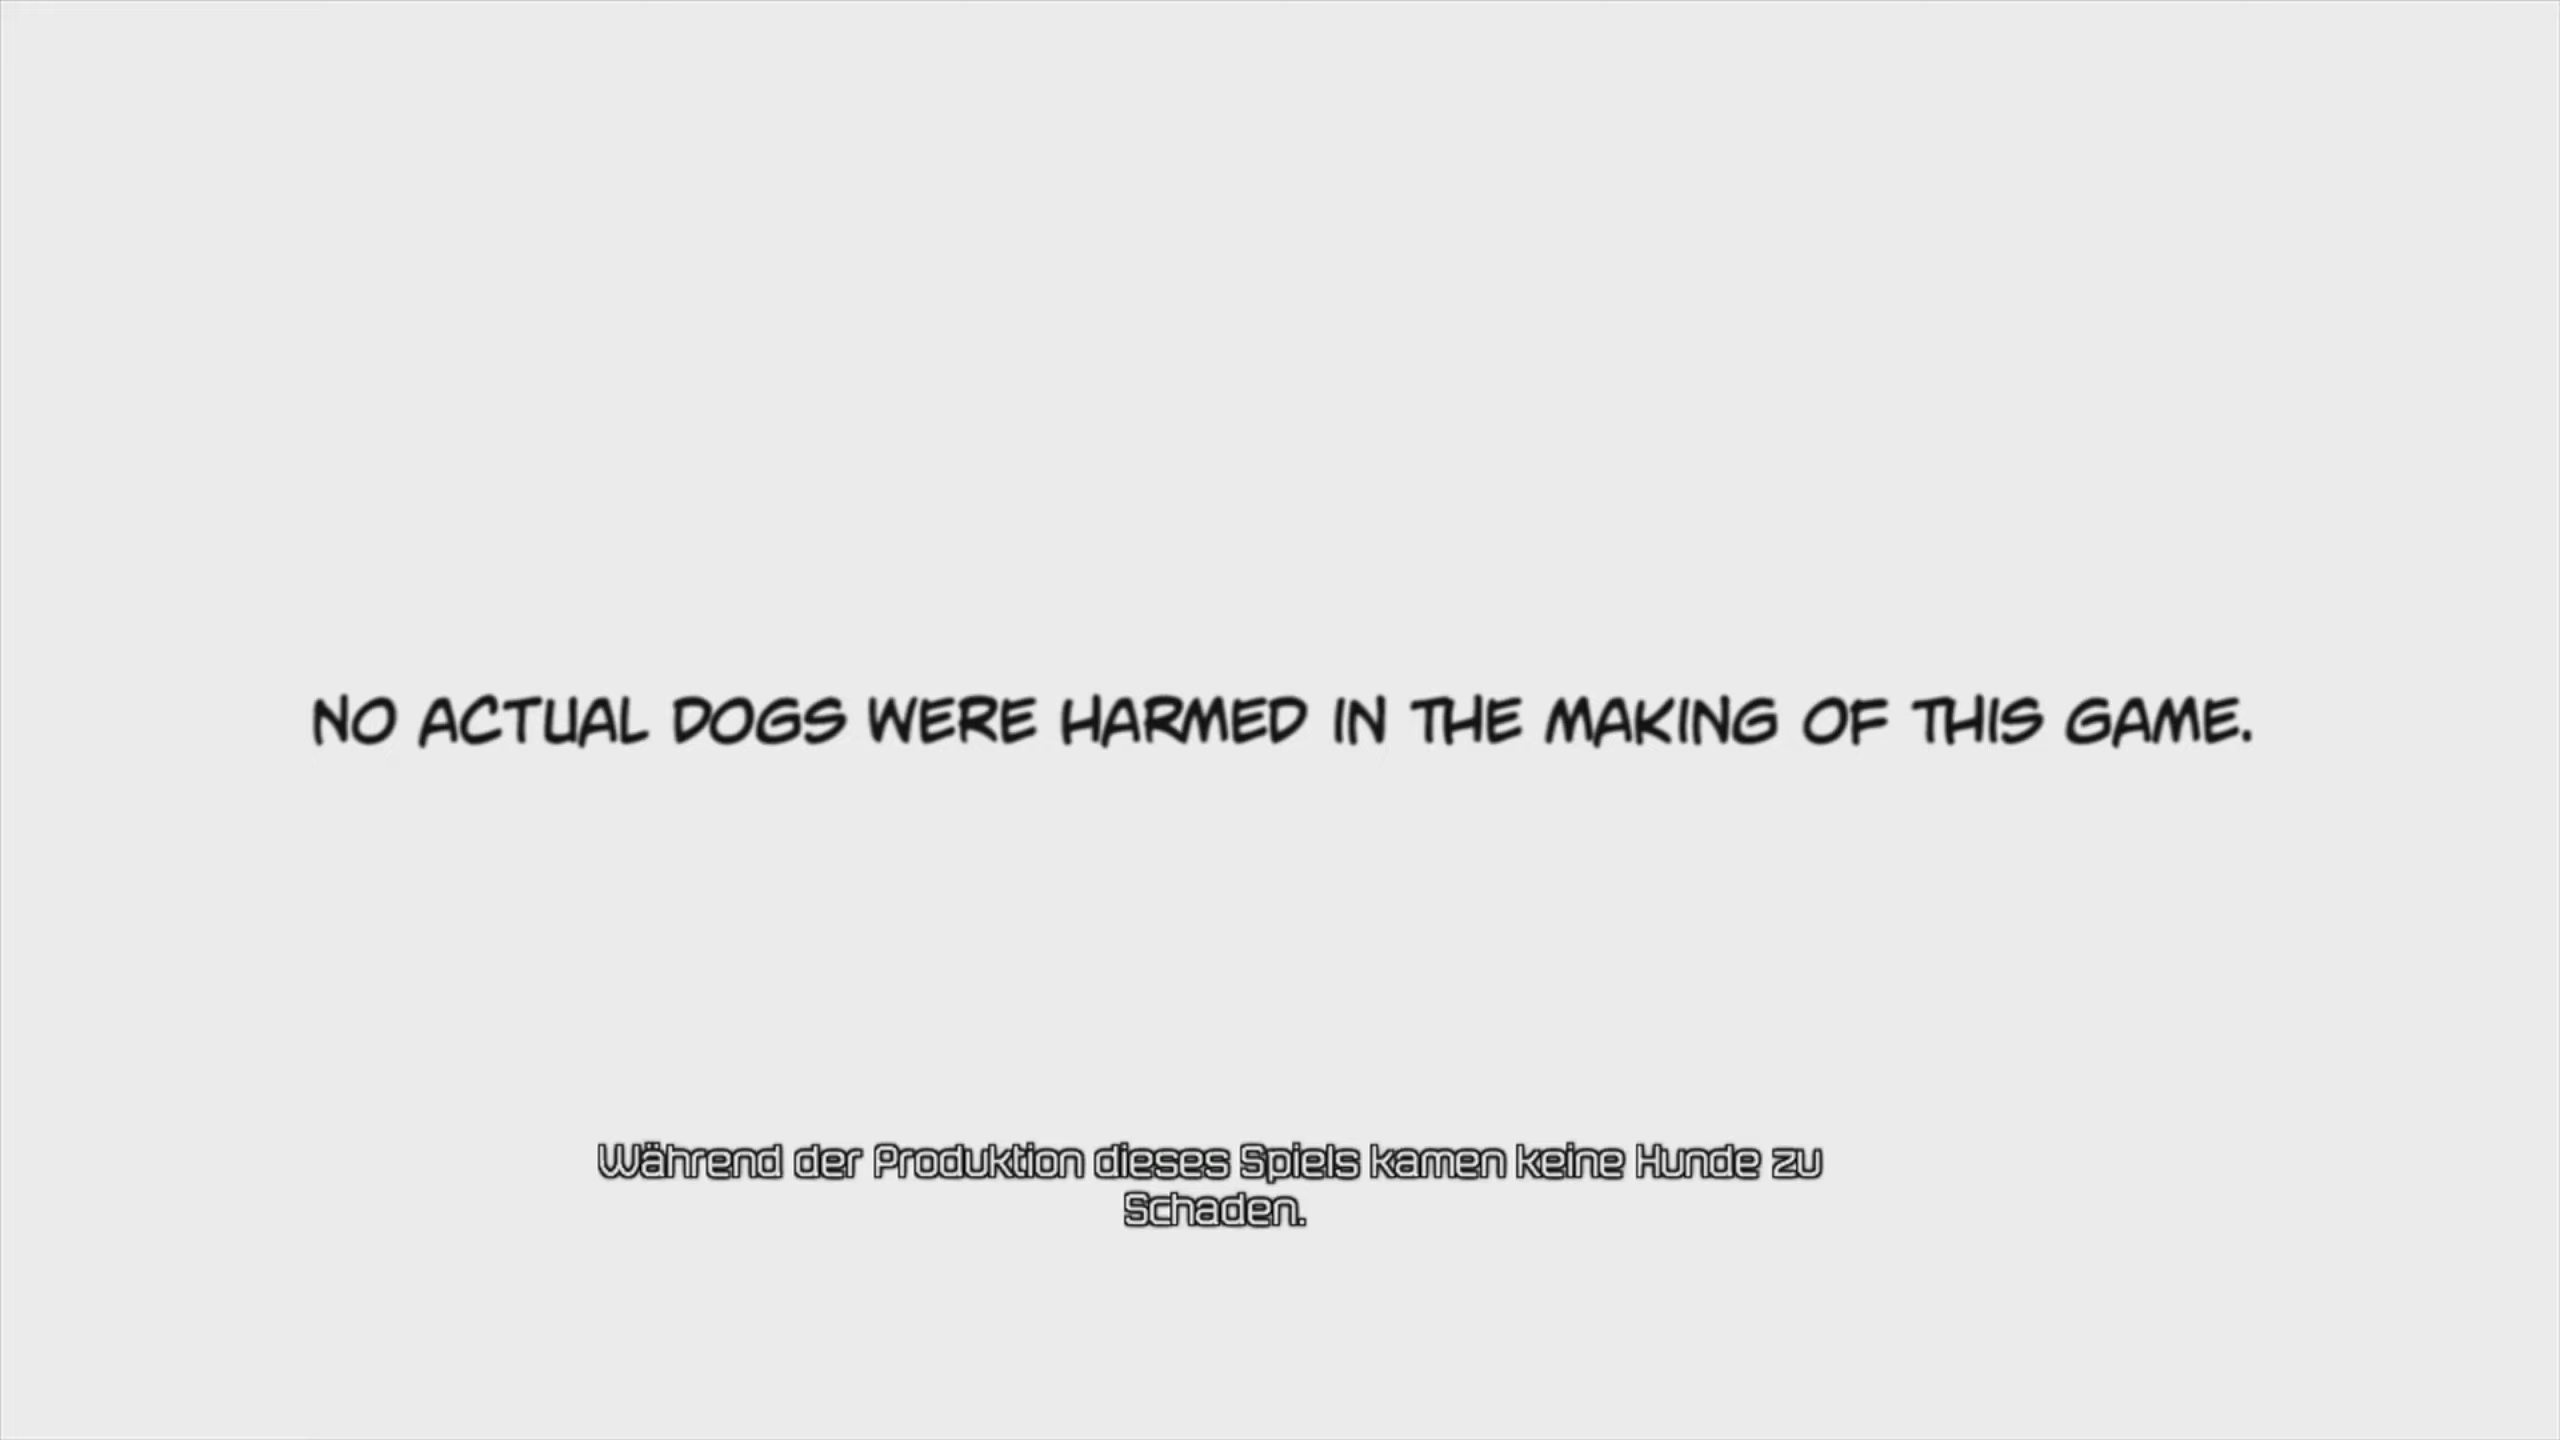 NO ACTUAL DOGS WERE HARMED IN THE MAKING OF THIS GAME.
Während der Produktion dieses Spiels kamen keine Hunde zu
Schaden.